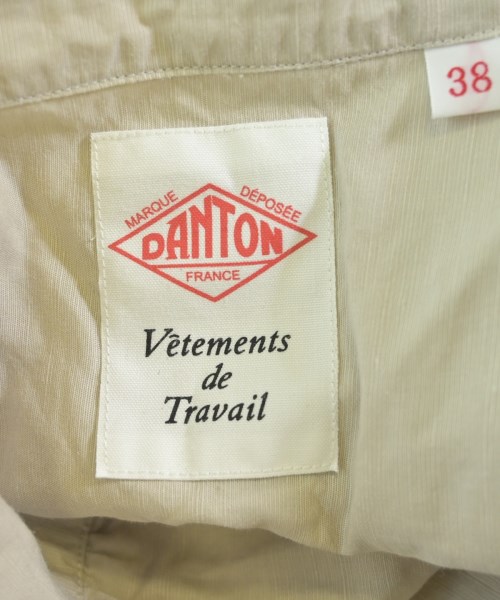 38
MARQUE DÉPOSÉE
DANTON
FRANCE
Vêtements
de
Travail